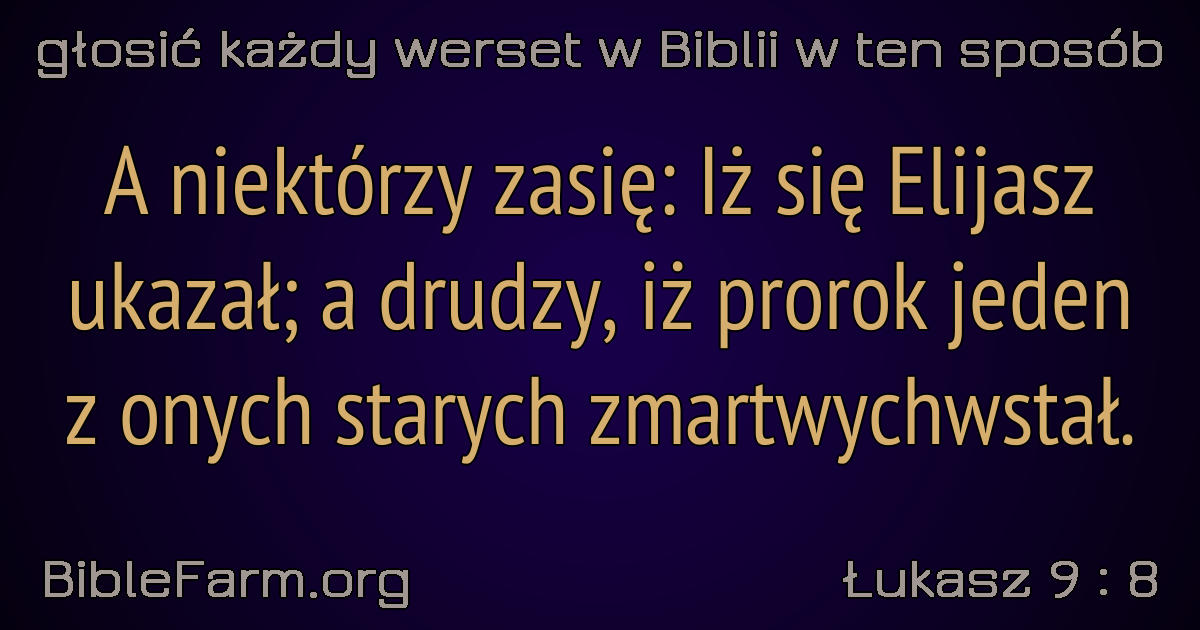 głosić każdy werset w Biblii w ten sposób
A niektórzy zasię: Iż się Elijasz
ukazał; a drudzy, iż prorok jeden
z onych starych zmartwychwstał.
BibleFarm.org
Łukasz 9 : 8